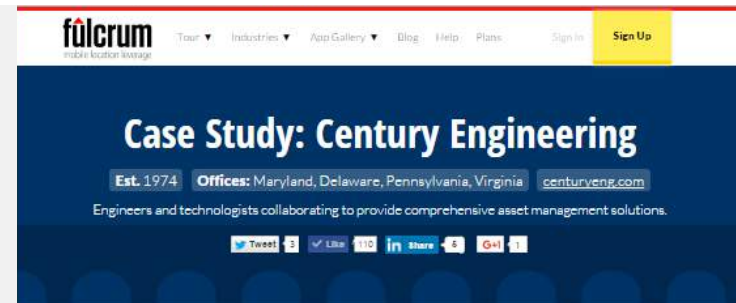 fulcrum
mobile location leverage
Tour ▼ Industries ▼ App Gallery ▼ Blog Help Plans Sign In Sign Up
Case Study: Century Engineering
Est. 1974 Offices: Maryland, Delaware, Pennsylvania, Virginia centuryeng.com
Engineers and technologists collaborating to provide comprehensive asset management solutions.
Tweet 3 Like 110 in Share 5 G+1 1